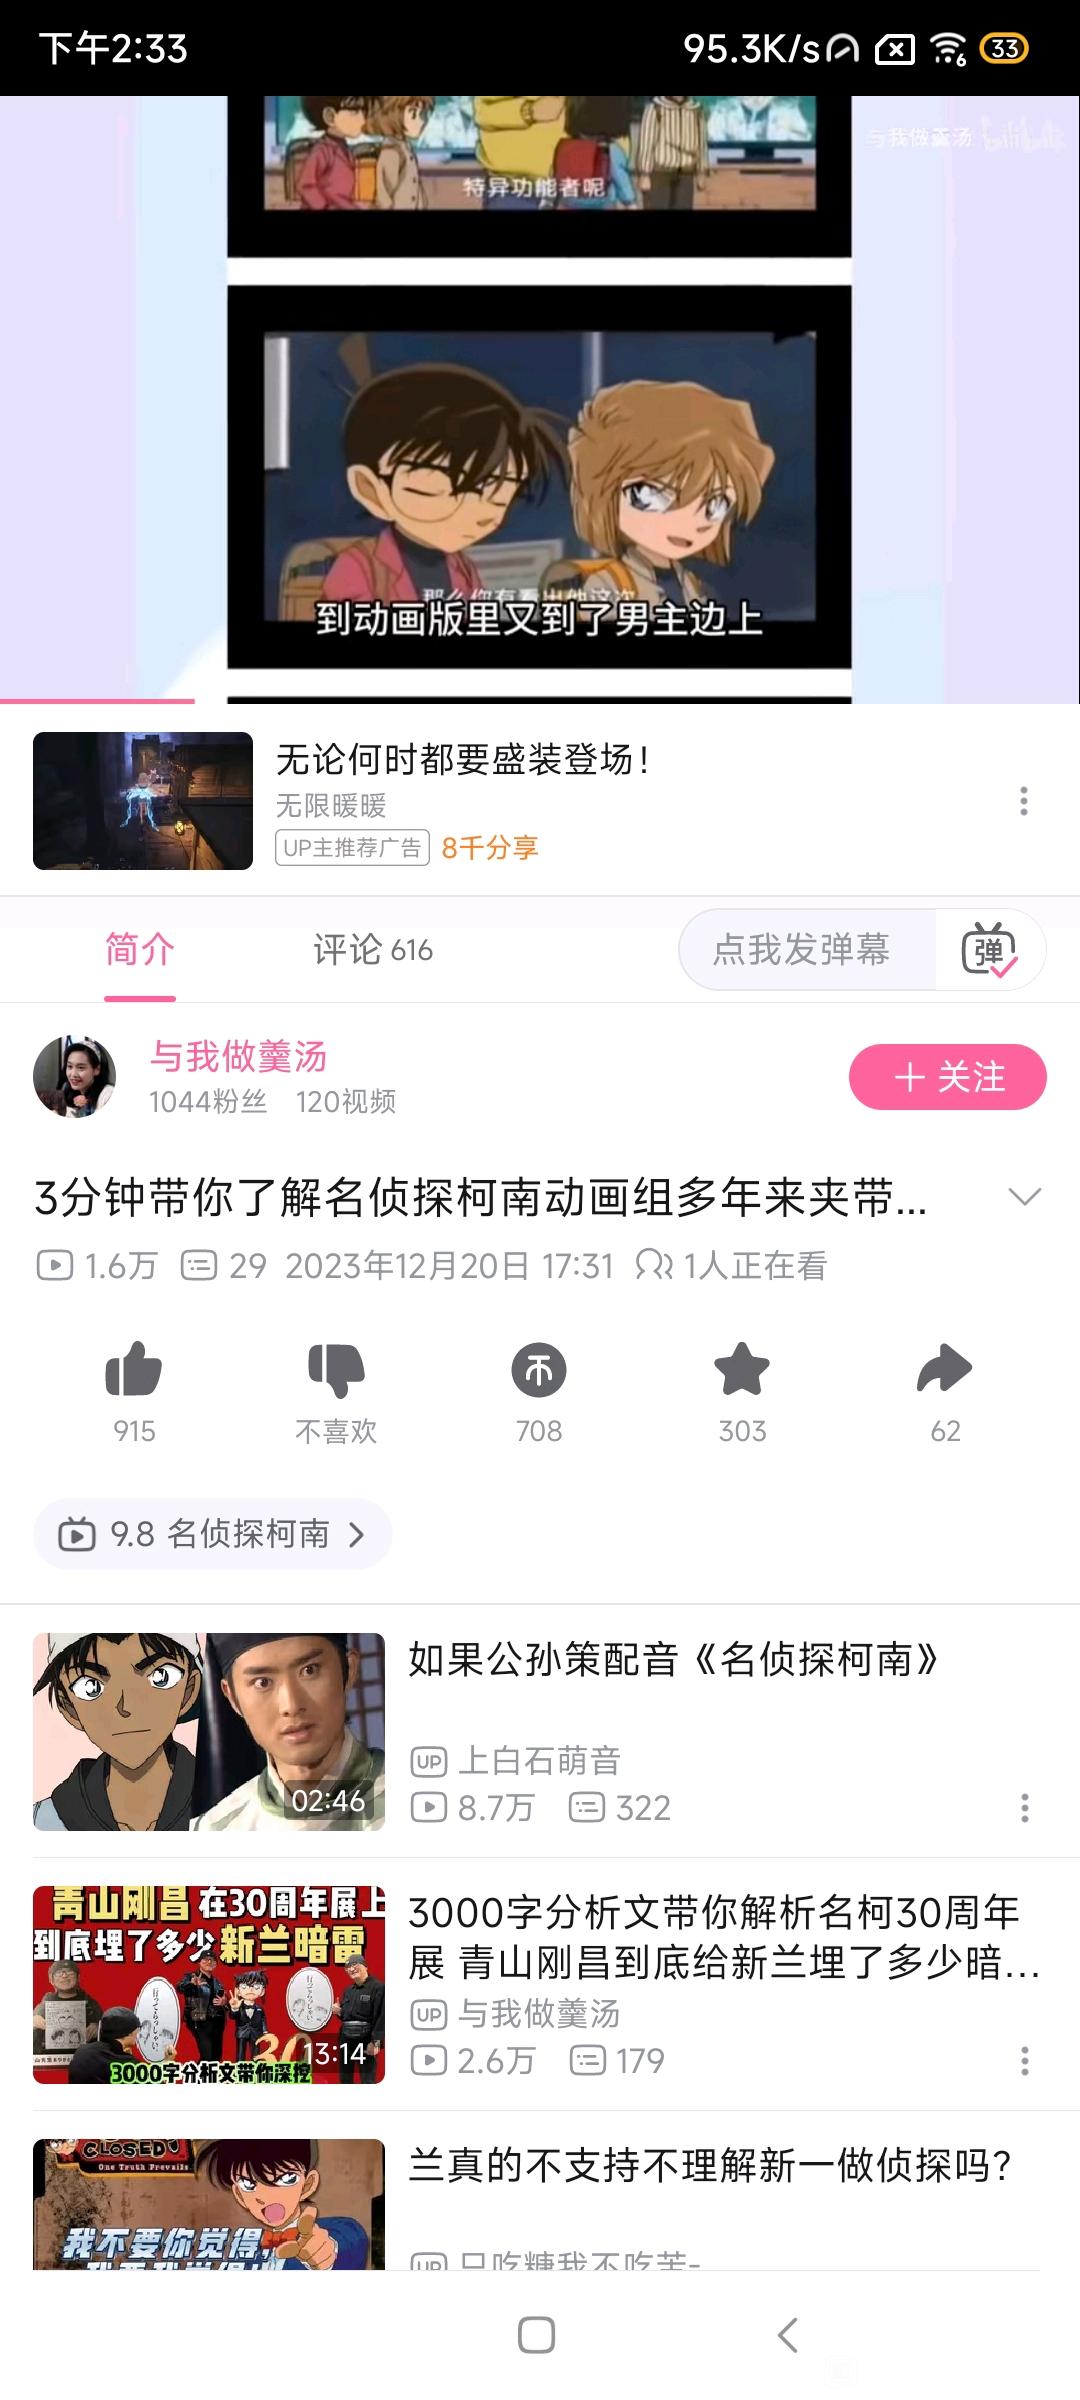 下午2:33
95.3K/s
33
与我做羹汤 bilibili
特异功能者呢
那么你有看出他这次
到动画版里又到了男主边上
无论何时都要盛装登场！
无限暖暖
UP主推荐广告 8千分享
简介 评论 616 点我发弹幕 弹
与我做羹汤
1044粉丝 120视频
＋关注
3分钟带你了解名侦探柯南动画组多年来夹带...
1.6万 29 2023年12月20日 17:31 1人正在看
915 不喜欢 708 303 62
9.8 名侦探柯南
02:46
如果公孙策配音《名侦探柯南》
UP 上白石萌音
8.7万 322
青山刚昌 在30周年展上
到底埋了多少新兰暗雷
30
13:14
3000字分析文带你深挖
3000字分析文带你解析名柯30周年
展 青山刚昌到底给新兰埋了多少暗...
UP 与我做羹汤
2.6万 179
CLOSED
One Truth Prevails
我不要你觉得,
兰真的不支持不理解新一做侦探吗？
UP 只吃糖我不吃苦-